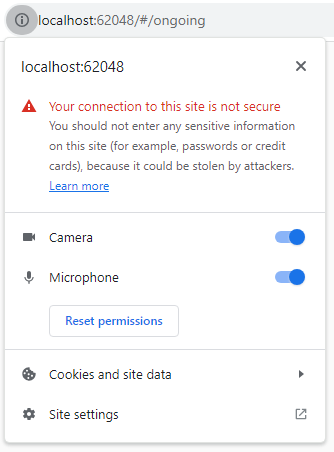 localhost:62048/#/ongoing
localhost:62048
Your connection to this site is not secure
You should not enter any sensitive information
on this site (for example, passwords or credit
cards), because it could be stolen by attackers.
Learn more
Camera
Microphone
Reset permissions
Cookies and site data
Site settings